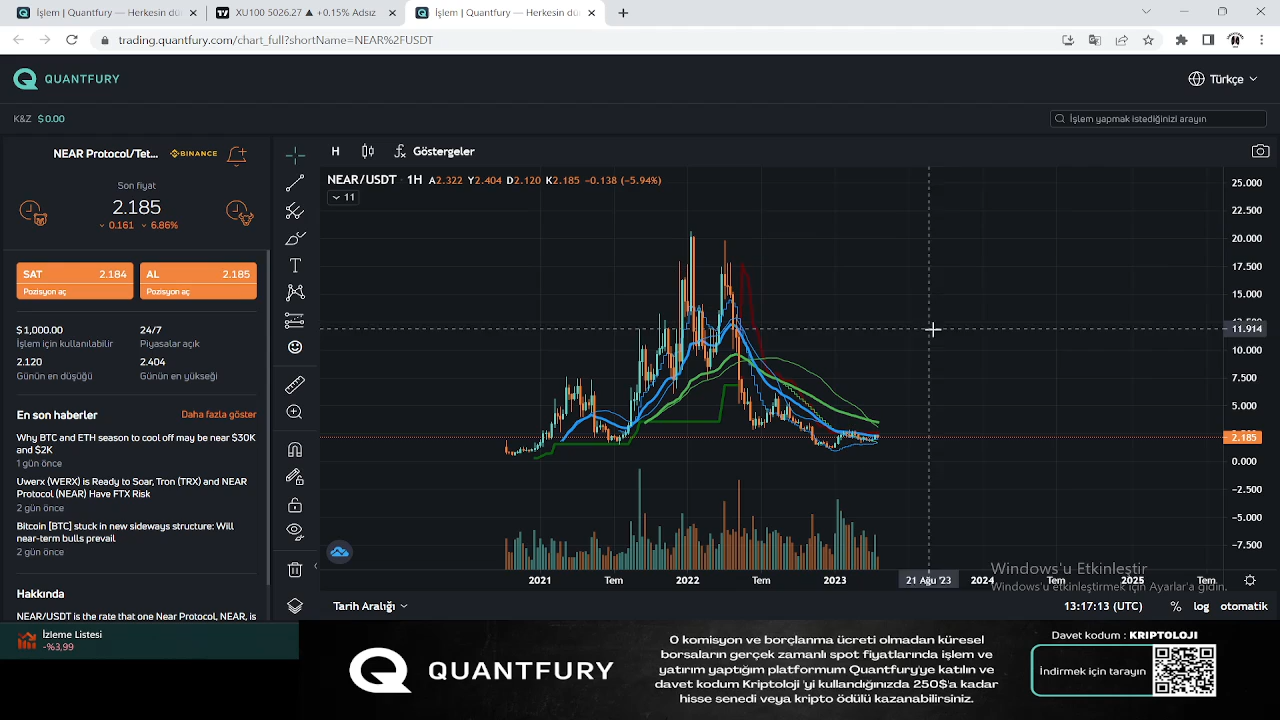 İşlem | Quantfury — Herkesin dü
XU100 5026.27 ▲ +0.15% Adsız
İşlem | Quantfury — Herkesin dü
trading.quantfury.com/chart_full?shortName=NEAR%2FUSDT
QUANTFURY
Türkçe
K&Z $0.00
İşlem yapmak istediğinizi arayın
NEAR Protocol/Tet... BINANCE
Son fiyat
2.185
0.161 6.86%
SAT 2.184
Pozisyon aç
AL 2.185
Pozisyon aç
$1,000.00 24/7
İşlem için kullanılabilir Piyasalar açık
2.120 2.404
Günün en düşüğü Günün en yükseği
En son haberler Daha fazla göster
Why BTC and ETH season to cool off may be near $30K
and $2K
1 gün önce
Uwerx (WERX) is Ready to Soar, Tron (TRX) and NEAR
Protocol (NEAR) Have FTX Risk
2 gün önce
Bitcoin [BTC] stuck in new sideways structure: Will
near-term bulls prevail
2 gün önce
Hakkında
NEAR/USDT is the rate that one Near Protocol, NEAR, is
İzleme Listesi
-%3,99
H Göstergeler
NEAR/USDT · 1H A2.322 Y2.404 D2.120 K2.185 -0.138 (-5.94%)
11
25.000
22.500
20.000
17.500
15.000
11.914
10.000
7.500
5.000
2.185
0.000
-2.500
-5.000
-7.500
2021 Tem 2022 Tem 2023 21 Ağu '23 2024 Tem 2025 Tem
Windows'u Etkinleştir
Windows'u etkinleştirmek için Ayarlar'a gidin.
Tarih Aralığı 13:17:13 (UTC) % log otomatik
QUANTFURY
0 komisyon ve borçlanma ücreti olmadan küresel
borsaların gerçek zamanlı spot fiyatlarında işlem ve
yatırım yaptığım platformum Quantfury'ye katılın ve
davet kodum Kriptoloji 'yi kullandığınızda 250$'a kadar
hisse senedi veya kripto ödülü kazanabilirsiniz.
Davet kodum : KRIPTOLOJI
İndirmek için tarayın